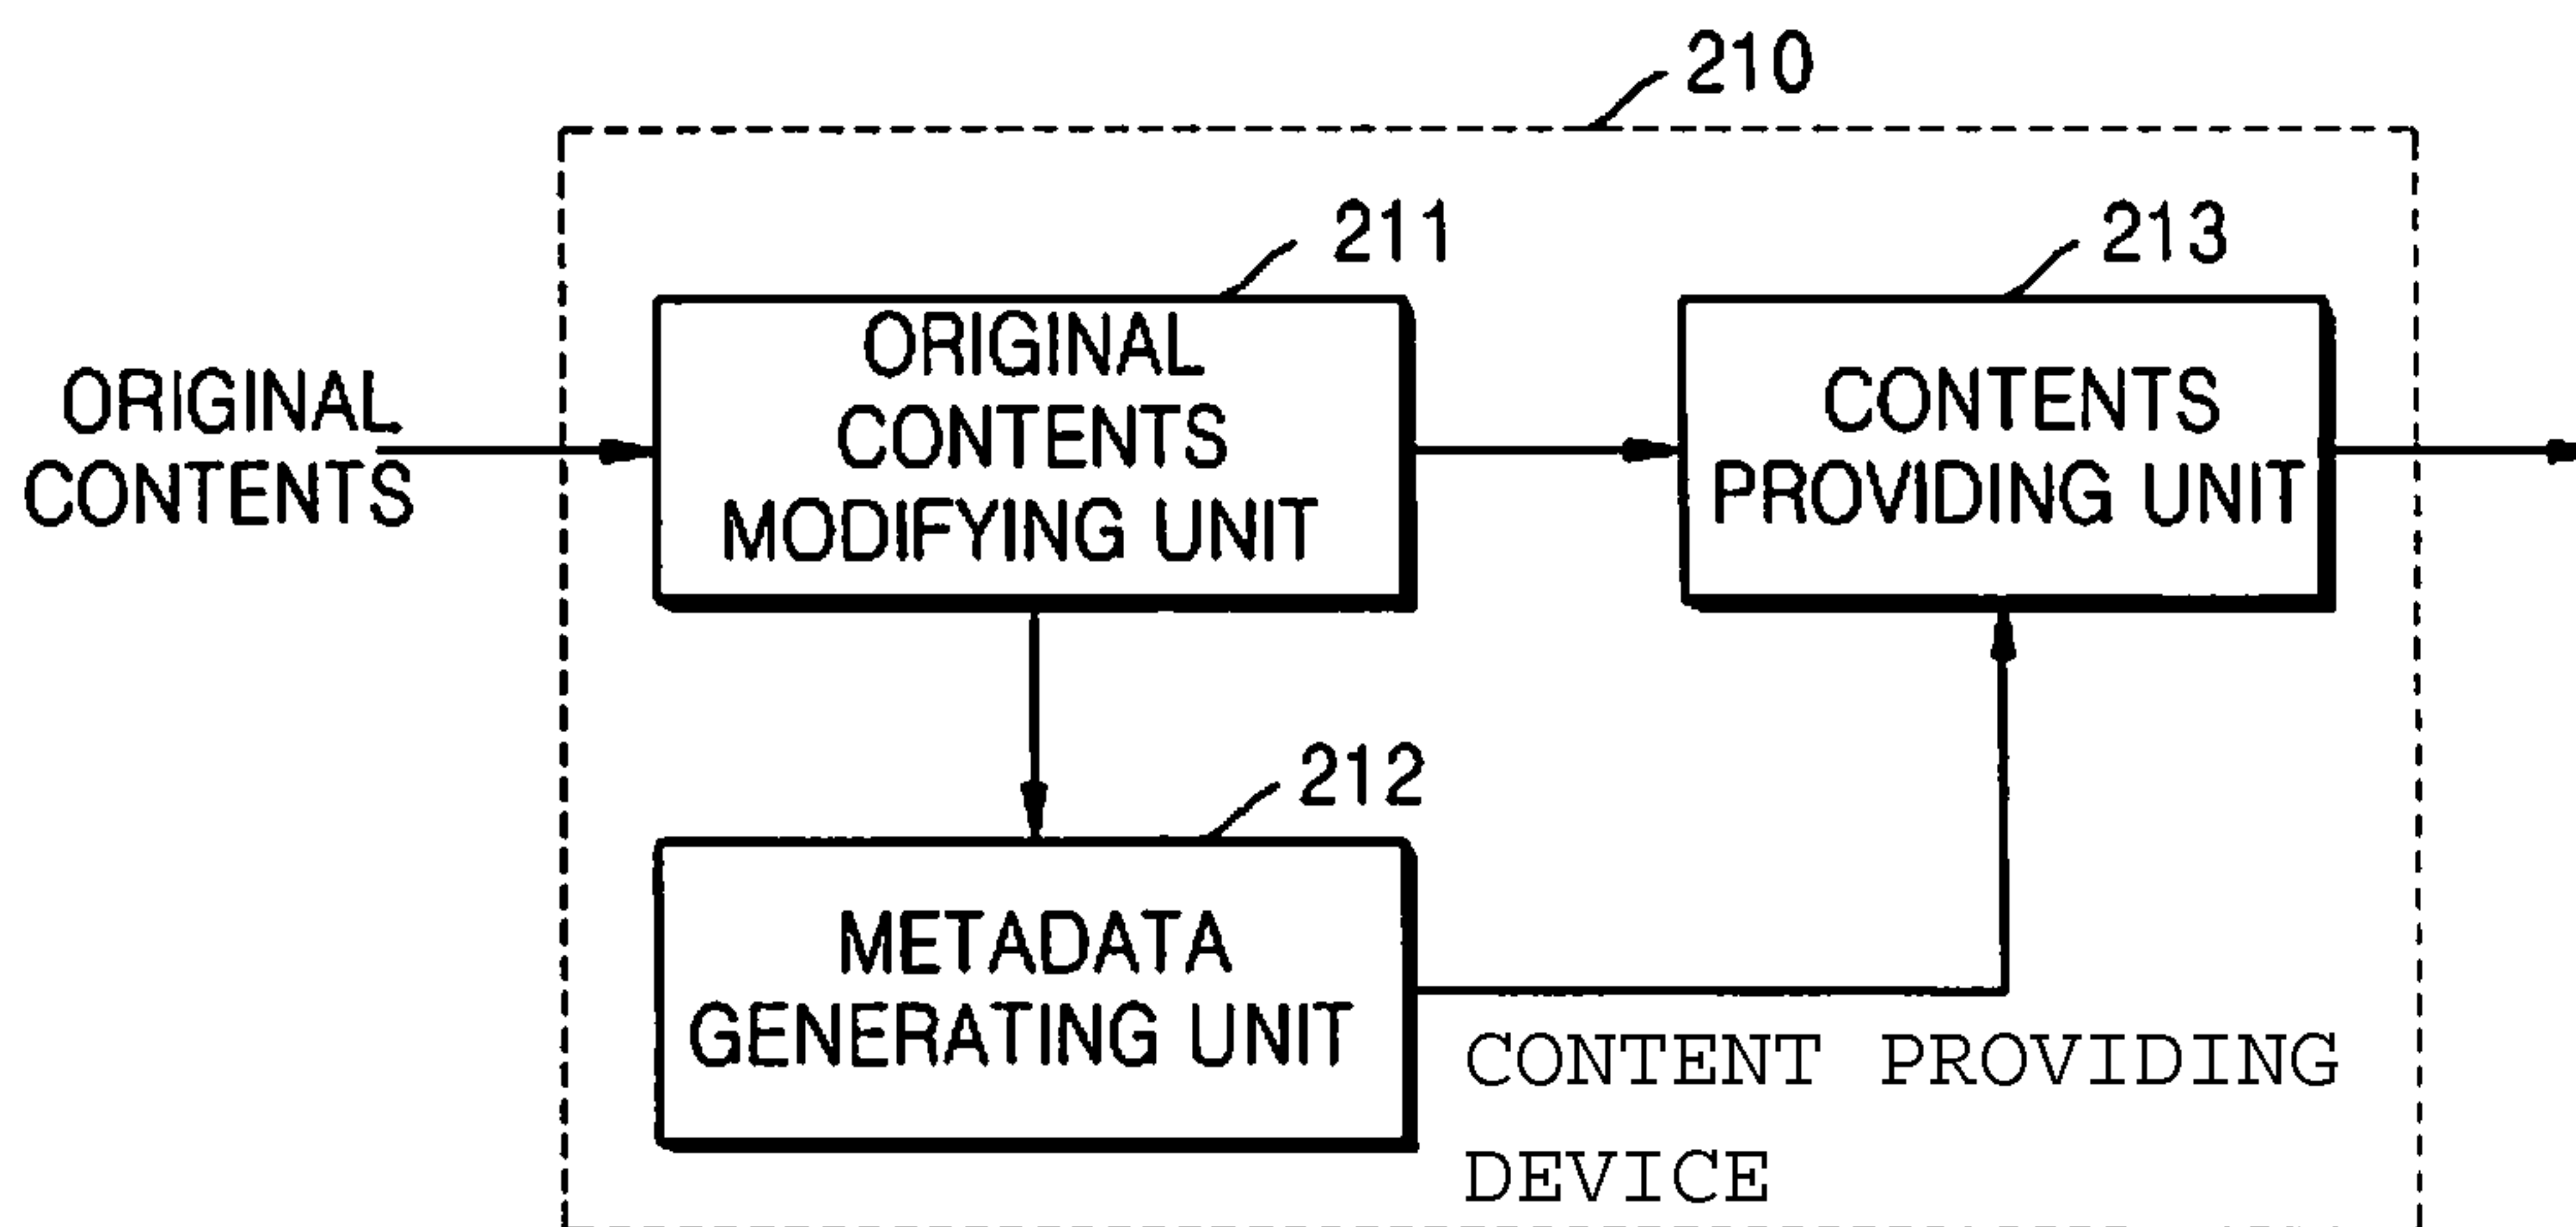 210
211
213
ORIGINAL
CONTENTS
ORIGINAL
CONTENTS
MODIFYING UNIT
CONTENTS
PROVIDING UNIT
212
METADATA
GENERATING UNIT
CONTENT PROVIDING
DEVICE